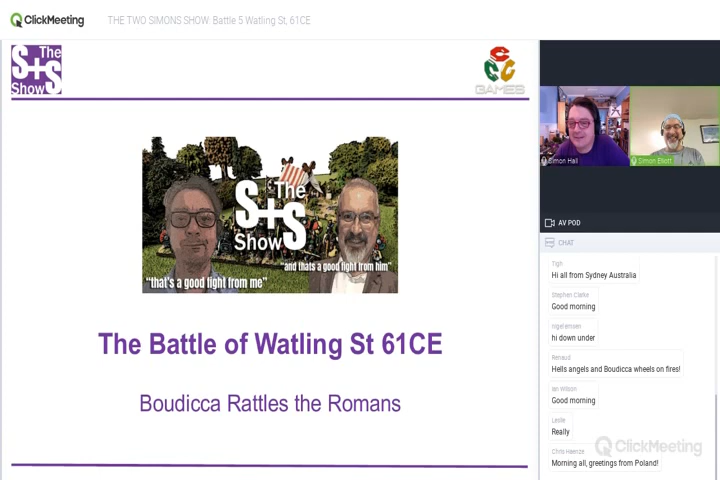 ClickMeeting
THE TWO SIMONS SHOW: Battle 5 Watling St, 61CE
The
S+S
Show
CCC
GAMES
The
S+S
Show
"that's a good fight from me"
"and thats a good fight from him"
The Battle of Watling St 61CE
Boudicca Rattles the Romans
Simon Hall
Simon Elliott
AV POD
CHAT
Tigh
Hi all from Sydney Australia
Stephen Clarke
Good morning
nigel emsen
hi down under
Renaud
Hells angels and Boudicca wheels on fires!
Ian Wilson
Good morning
Leslie
Really
ClickMeeting
Chris Haenze
Morning all, greetings from Poland!